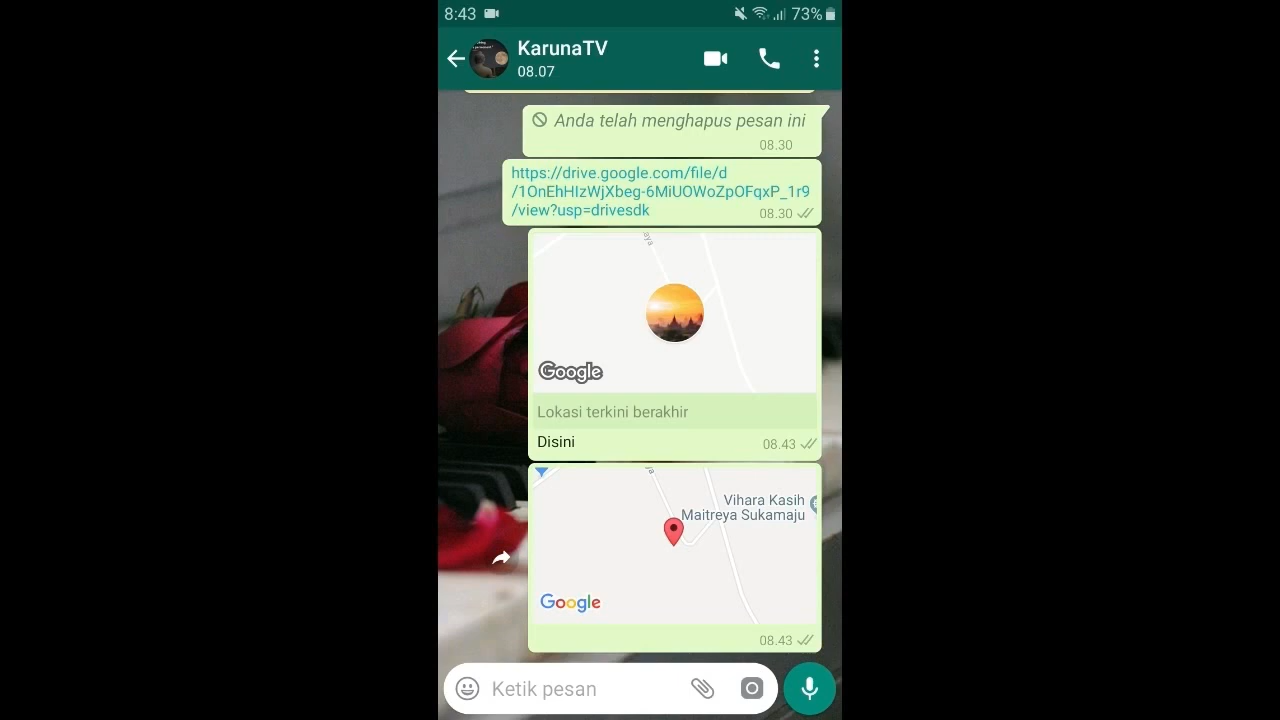 8:43
73%
KarunaTV
08.07
Anda telah menghapus pesan ini
08.30
https://drive.google.com/file/d
/1OnEhHIzWjXbeg-6MiUOWoZpOFqxP_1r9
/view?usp=drivesdk
08.30
aya
Google
Lokasi terkini berakhir
Disini
08.43
ya
Vihara Kasih
Maitreya Sukamaju
Google
08.43
Ketik pesan